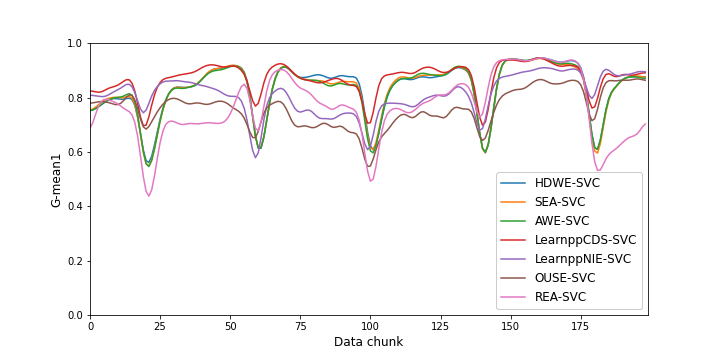 1.0
0.8
0.6
0.4
0.2
0.0
G-mean1
0
25
50
75
100
125
150
175
Data chunk
HDWE-SVC
SEA-SVC
AWE-SVC
LearnppCDS-SVC
LearnppNIE-SVC
OUSE-SVC
REA-SVC